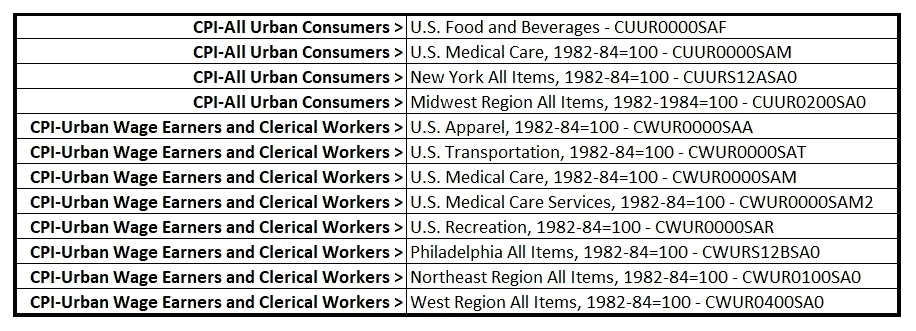 CPI-All Urban Consumers > U.S. Food and Beverages - CUUR0000SAF
CPI-All Urban Consumers > U.S. Medical Care, 1982-84=100 - CUUR0000SAM
CPI-All Urban Consumers > New York All Items, 1982-84=100 - CUURS12ASA0
CPI-All Urban Consumers > Midwest Region All Items, 1982-1984=100 - CUUR0200SA0
CPI-Urban Wage Earners and Clerical Workers > U.S. Apparel, 1982-84=100 - CWUR0000SAA
CPI-Urban Wage Earners and Clerical Workers > U.S. Transportation, 1982-84=100 - CWUR0000SAT
CPI-Urban Wage Earners and Clerical Workers > U.S. Medical Care, 1982-84=100 - CWUR0000SAM
CPI-Urban Wage Earners and Clerical Workers > U.S. Medical Care Services, 1982-84=100 - CWUR0000SAM2
CPI-Urban Wage Earners and Clerical Workers > U.S. Recreation, 1982-84=100 - CWUR0000SAR
CPI-Urban Wage Earners and Clerical Workers > Philadelphia All Items, 1982-84=100 - CWURS12BSA0
CPI-Urban Wage Earners and Clerical Workers > Northeast Region All Items, 1982-84=100 - CWUR0100SA0
CPI-Urban Wage Earners and Clerical Workers > West Region All Items, 1982-84=100 - CWUR0400SA0